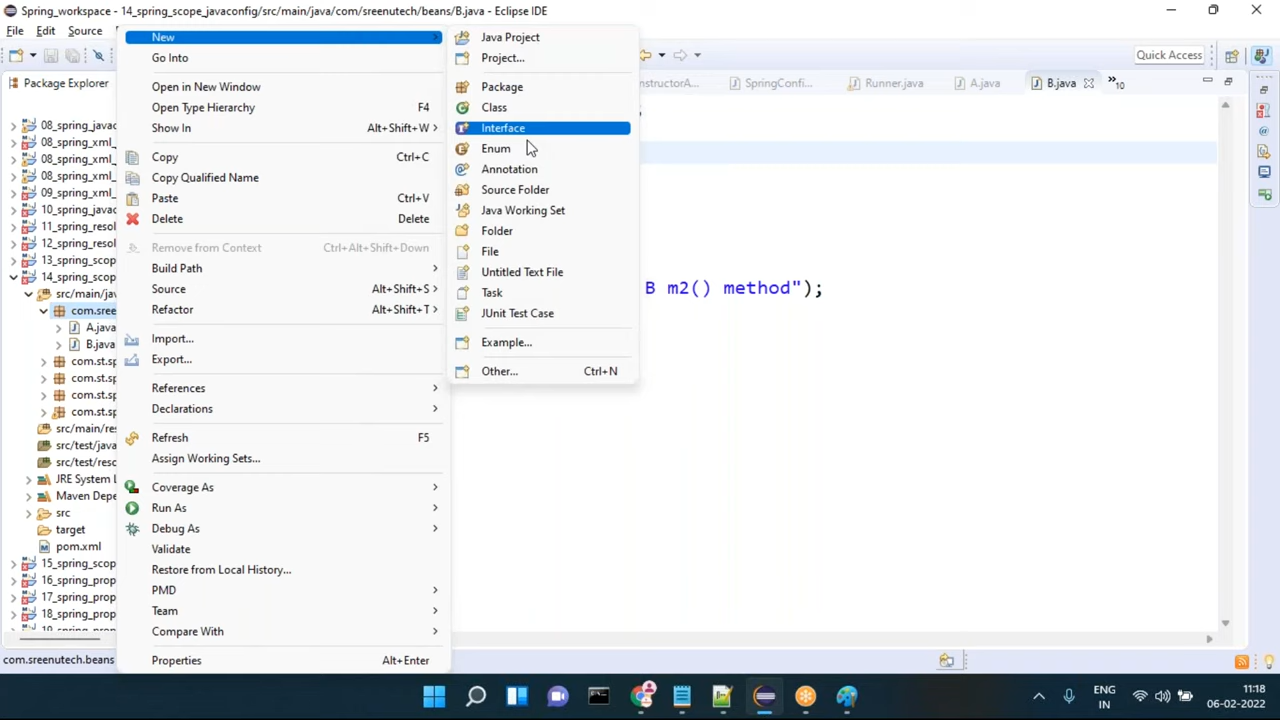 Spring_workspace - 14_spring_scope_javaconfig/src/main/java/com/sreenutech/beans/B.java - Eclipse IDE
File Edit Source
Quick Access
Package Explorer
SpringConfi...
Runner.java
A.java
B.java
10
08_spring_javac
08_spring_xml_
08_spring_xml_
08_spring_xml_
09_spring_xml_
10_spring_javac
11_spring_resol
12_spring_resol
13_spring_scop
14_spring_scope
src/main/jav
com.sree
A.java
B.java
com.st.sp
com.st.sp
com.st.sp
com.st.sp
src/main/res
src/test/java
src/test/reso
JRE System L
Maven Depe
src
target
pom.xml
15_spring_scop
16_spring_prop
17_spring_prop
18_spring_prop
New
Go Into
Open in New Window
Open Type Hierarchy F4
Show In Alt+Shift+W
Copy Ctrl+C
Copy Qualified Name
Paste Ctrl+V
Delete Delete
Remove from Context Ctrl+Alt+Shift+Down
Build Path
Source Alt+Shift+S
Refactor Alt+Shift+T
Import...
Export...
References
Declarations
Refresh F5
Assign Working Sets...
Coverage As
Run As
Debug As
Validate
Restore from Local History...
PMD
Team
Compare With
Properties Alt+Enter
Java Project
Project...
Package
Class
Interface
Enum
Annotation
Source Folder
Java Working Set
Folder
File
Untitled Text File
Task
JUnit Test Case
Example...
Other... Ctrl+N
B m2() method");
com.sreenutech.beans
ENG
IN
11:18
06-02-2022